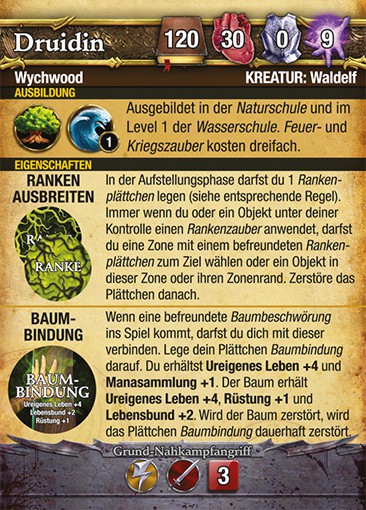 Druidin 120 30 0 9
Wychwood KREATUR: Waldelf
AUSBILDUNG
Ausgebildet in der Naturschule und im
Level 1 der Wasserschule. Feuer- und
Kriegszauber kosten dreifach.
1
EIGENSCHAFTEN
RANKEN
AUSBREITEN
RANKE
In der Aufstellungsphase darfst du 1 Ranken-
plättchen legen (siehe entsprechende Regel).
Immer wenn du oder ein Objekt unter deiner
Kontrolle einen Rankenzauber anwendet, darfst
du eine Zone mit einem befreundeten Ranken-
plättchen zum Ziel wählen oder ein Objekt in
dieser Zone oder ihren Zonenrand. Zerstöre das
Plättchen danach.
BAUM-
BINDUNG
BAUM-
BINDUNG
Ureigenes Leben +4
Lebensbund +2
Rüstung +1
Wenn eine befreundete Baumbeschwörung
ins Spiel kommt, darfst du dich mit dieser
verbinden. Lege dein Plättchen Baumbindung
darauf. Du erhältst Ureigenes Leben +4 und
Manasammlung +1. Der Baum erhält
Ureigenes Leben +4, Rüstung +1 und
Lebensbund +2. Wird der Baum zerstört, wird
das Plättchen Baumbindung dauerhaft zerstört.
Grund-Nahkampfangriff
3